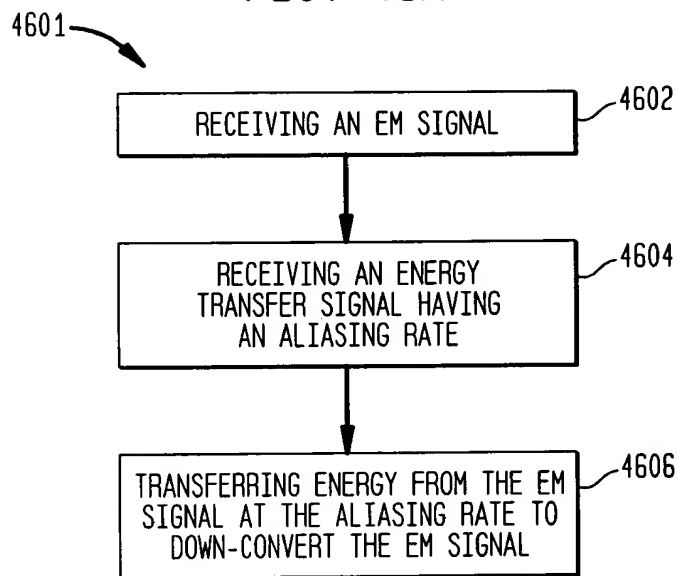 4601
RECEIVING AN EM SIGNAL
4602
RECEIVING AN ENERGY
TRANSFER SIGNAL HAVING
AN ALIASING RATE
4604
TRANSFERRING ENERGY FROM THE EM
SIGNAL AT THE ALIASING RATE TO
DOWN-CONVERT THE EM SIGNAL
4606